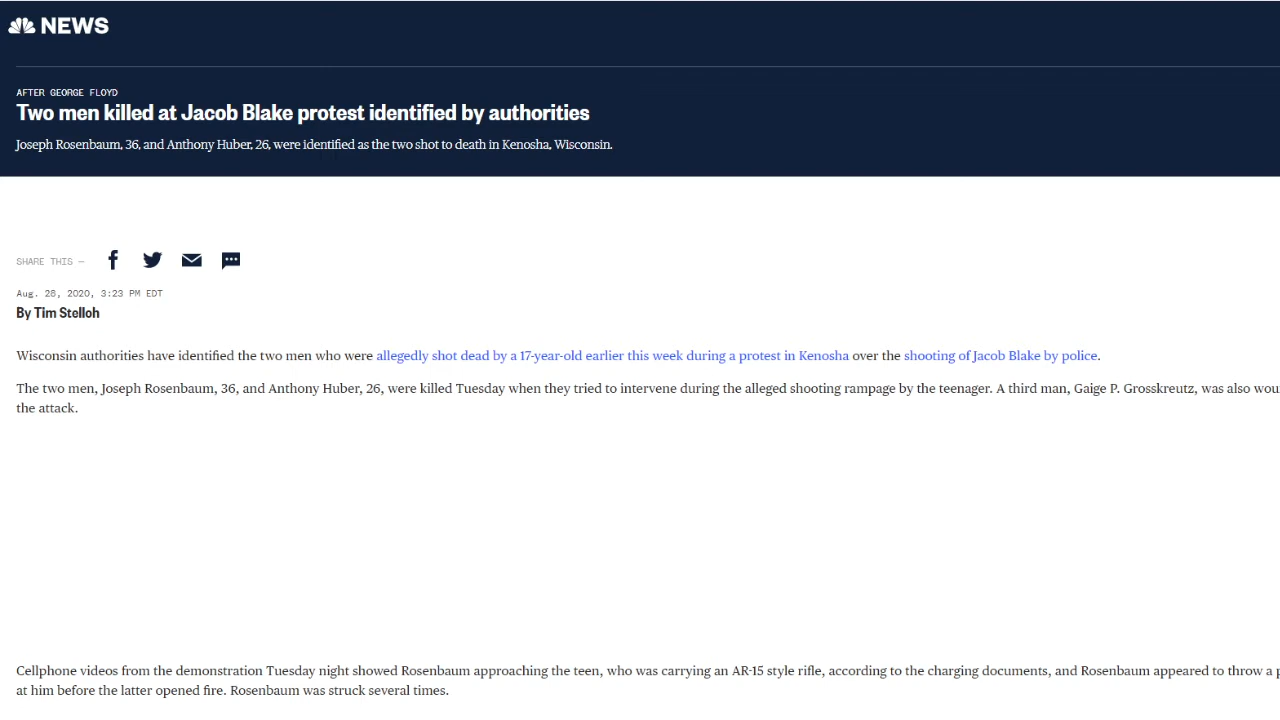 NEWS
AFTER GEORGE FLOYD
Two men killed at Jacob Blake protest identified by authorities
Joseph Rosenbaum, 36, and Anthony Huber, 26, were identified as the two shot to death in Kenosha, Wisconsin.
SHARE THIS —
Aug. 28, 2020, 3:23 PM EDT
By Tim Stelloh
Wisconsin authorities have identified the two men who were allegedly shot dead by a 17-year-old earlier this week during a protest in Kenosha over the shooting of Jacob Blake by police.
The two men, Joseph Rosenbaum, 36, and Anthony Huber, 26, were killed Tuesday when they tried to intervene during the alleged shooting rampage by the teenager. A third man, Gaige P. Grosskreutz, was also
the attack.
Cellphone videos from the demonstration Tuesday night showed Rosenbaum approaching the teen, who was carrying an AR-15 style rifle, according to the charging documents, and Rosenbaum appeared to throw a
at him before the latter opened fire. Rosenbaum was struck several times.